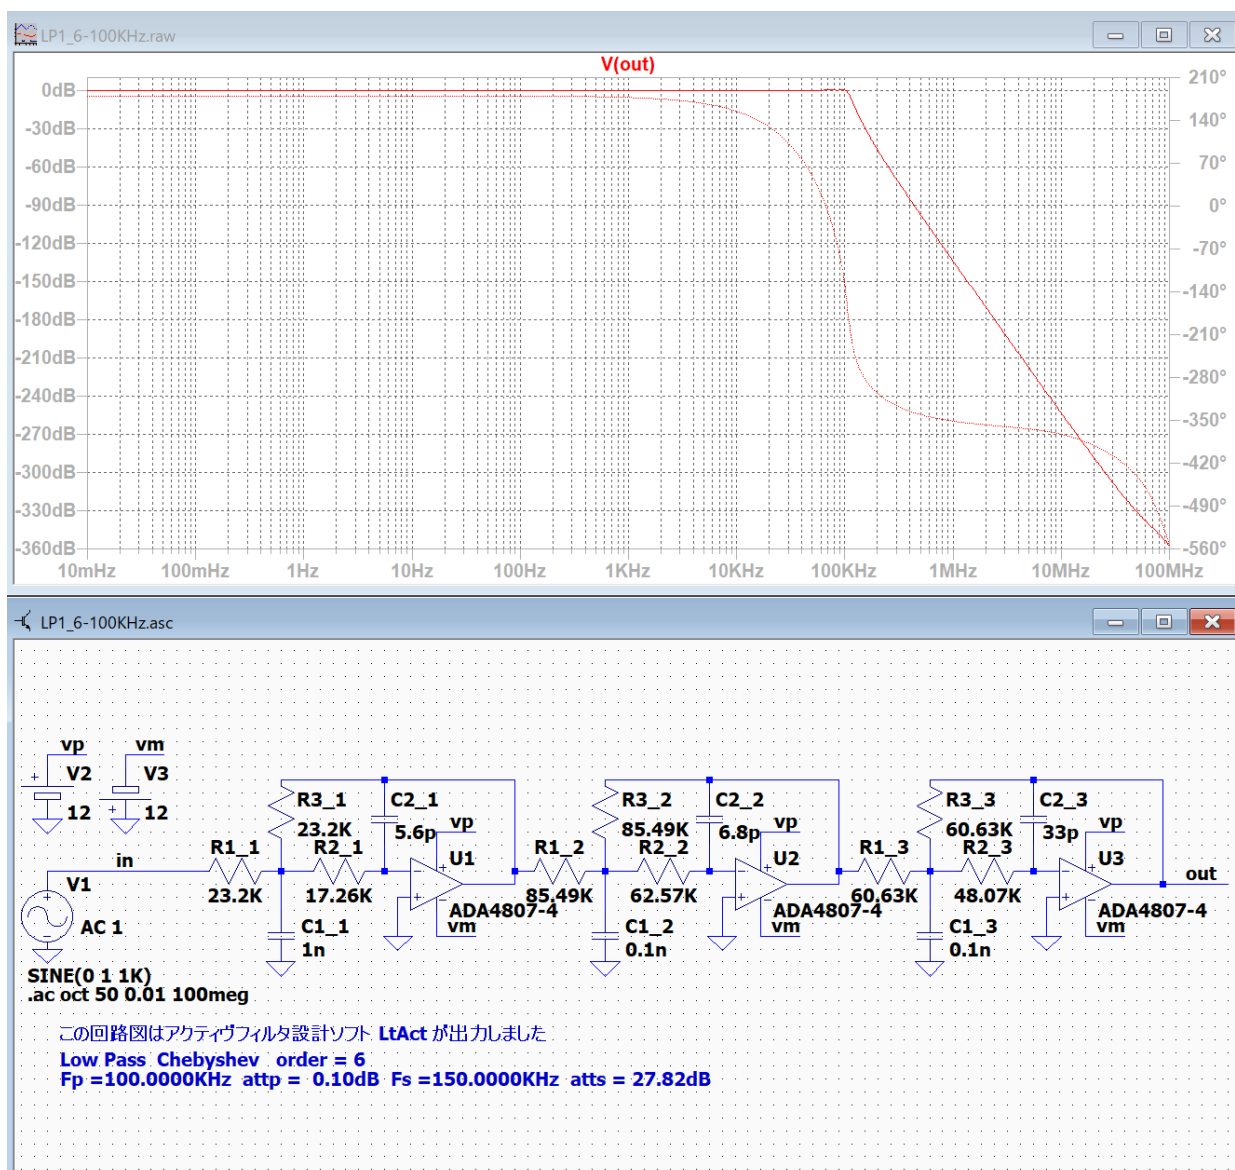 LP1_6-100KHz.raw
V(out)
0dB
-30dB
-60dB
-90dB
-120dB
-150dB
-180dB
-210dB
-240dB
-270dB
-300dB
-330dB
-360dB
210°
140°
70°
0°
-70°
-140°
-210°
-280°
-350°
-420°
-490°
-560°
10mHz 100mHz 1Hz 10Hz 100Hz 1KHz 10KHz 100KHz 1MHz 10MHz 100MHz
LP1_6-100KHz.asc
vp vm
V2 V3
12 12
in
V1
AC 1
SINE(0 1 1K)
.ac oct 50 0.01 100meg
R1_1
23.2K
R3_1
23.2K
R2_1
17.26K
C1_1
1n
C2_1
5.6p
vp
U1
ADA4807-4
vm
R1_2
85.49K
R3_2
85.49K
R2_2
62.57K
C1_2
0.1n
C2_2
6.8p
vp
U2
ADA4807-4
vm
R1_3
60.63K
R3_3
60.63K
R2_3
48.07K
C1_3
0.1n
C2_3
33p
vp
U3
ADA4807-4
vm
out
この回路図はアクティヴフィルタ設計ソフト LtAct が出力しました
Low Pass Chebyshev order = 6
Fp =100.0000KHz attp = 0.10dB Fs =150.0000KHz atts = 27.82dB